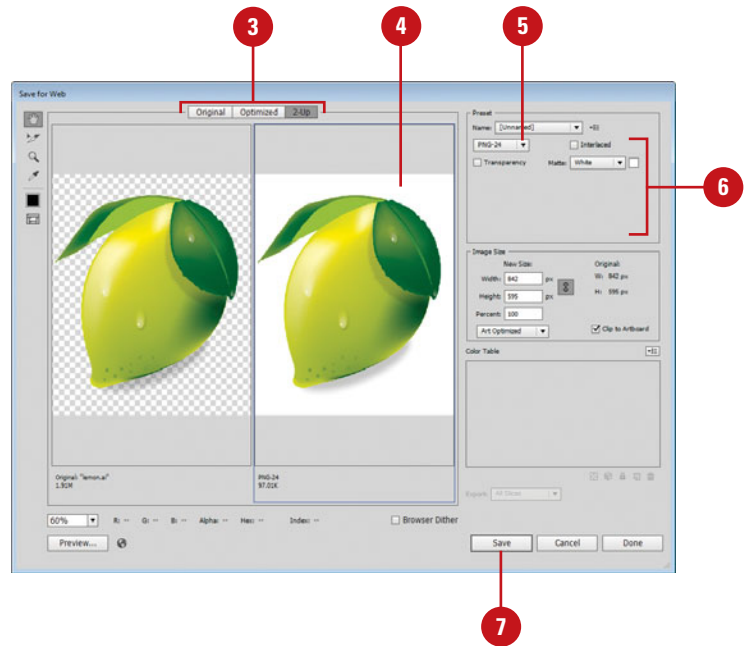 3
4
5
Save for Web
Original Optimized 2-Up
Preset
Name: [Unnamed]
PNG-24
Interlaced
Transparency Matte: White
6
Image Size
New Size: Original:
Width: 842 px W: 842 px
Height: 595 px H: 595 px
Percent: 100
Art Optimized Clip to Artboard
Color Table
Original: "lemon.ai"
1.91M
PNG-24
97.01K
Export: All Slices
60% R: -- G: -- B: -- Alpha: -- Hex: -- Index: -- Browser Dither
Preview... Save Cancel Done
7